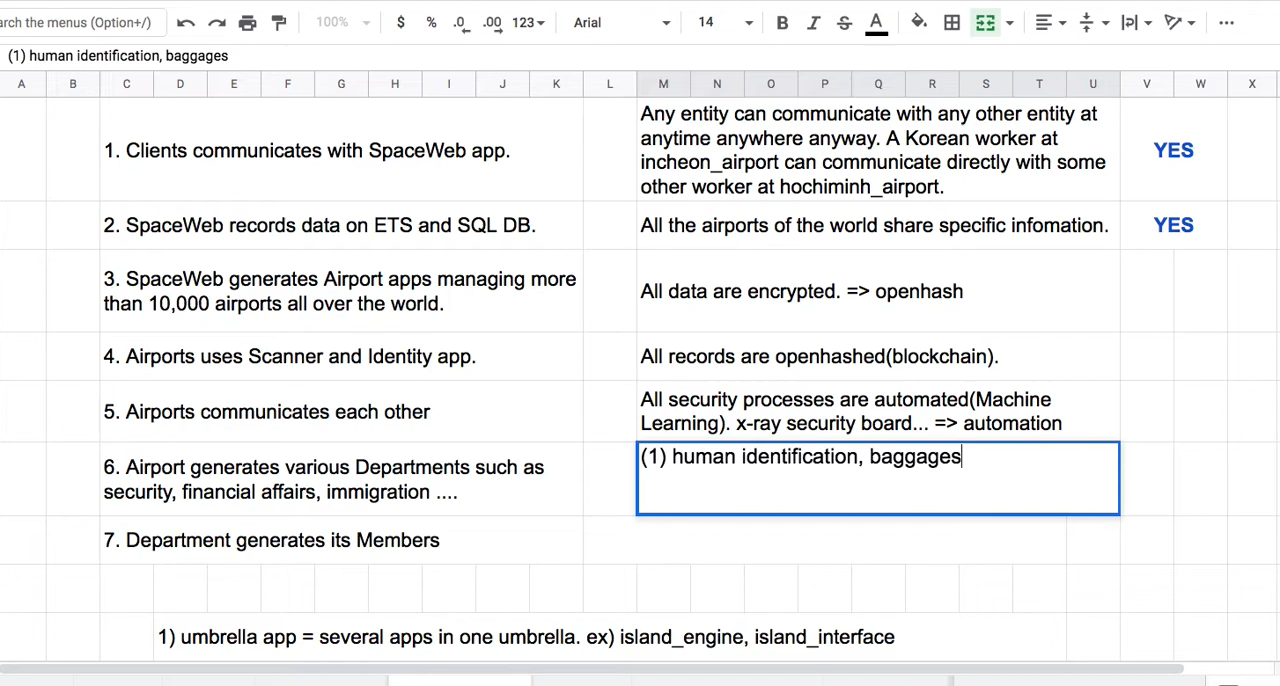 arch the menus (Option+/)
100%
$
%
.0
.00
123
Arial
14
B
I
S
A
(1) human identification, baggages
A B C D E F G H I J K L M N O P Q R S T U V W X
1. Clients communicates with SpaceWeb app.
Any entity can communicate with any other entity at
anytime anywhere anyway. A Korean worker at
incheon_airport can communicate directly with some
other worker at hochiminh_airport.
YES
2. SpaceWeb records data on ETS and SQL DB.
All the airports of the world share specific infomation.
YES
3. SpaceWeb generates Airport apps managing more
than 10,000 airports all over the world.
All data are encrypted. => openhash
4. Airports uses Scanner and Identity app.
All records are openhashed(blockchain).
5. Airports communicates each other
All security processes are automated(Machine
Learning). x-ray security board... => automation
6. Airport generates various Departments such as
security, financial affairs, immigration ....
(1) human identification, baggages
7. Department generates its Members
1) umbrella app = several apps in one umbrella. ex) island_engine, island_interface